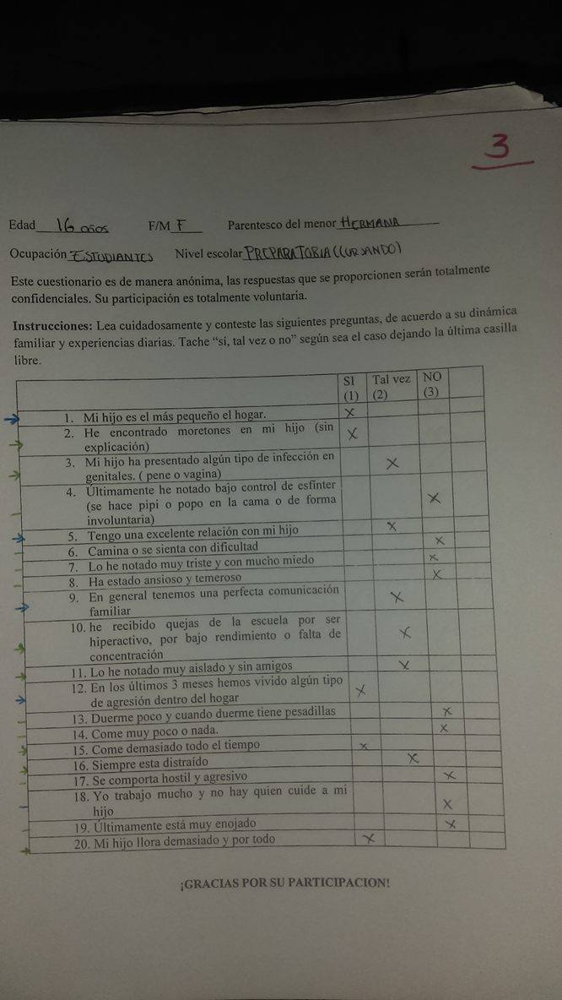 3
Edad 16 años F/M F Parentesco del menor HERMANA
Ocupación ESTUDIANTES Nivel escolar PREPARATORIA (CURSANDO)
Este cuestionario es de manera anónima, las respuestas que se proporcionen serán totalmente
confidenciales. Su participación es totalmente voluntaria.
Instrucciones: Lea cuidadosamente y conteste las siguientes preguntas, de acuerdo a su dinámica
familiar y experiencias diarias. Tache “sí, tal vez o no” según sea el caso dejando la última casilla
libre.
SI Tal vez NO
(1) (2) (3)
1. Mi hijo es el más pequeño el hogar. X
2. He encontrado moretones en mi hijo (sin X
explicación)
3. Mi hijo ha presentado algún tipo de infección en X
genitales. ( pene o vagina)
4. Últimamente he notado bajo control de esfínter
(se hace pipi o popo en la cama o de forma X
involuntaria)
5. Tengo una excelente relación con mi hijo X
6. Camina o se sienta con dificultad X
7. Lo he notado muy triste y con mucho miedo X
8. Ha estado ansioso y temeroso X
9. En general tenemos una perfecta comunicación X
familiar
10. he recibido quejas de la escuela por ser
hiperactivo, por bajo rendimiento o falta de X
concentración
11. Lo he notado muy aislado y sin amigos X
12. En los últimos 3 meses hemos vivido algún tipo X
de agresión dentro del hogar
13. Duerme poco y cuando duerme tiene pesadillas X
14. Come muy poco o nada. X
15. Come demasiado todo el tiempo X
16. Siempre esta distraído X
17. Se comporta hostil y agresivo X
18. Yo trabajo mucho y no hay quien cuide a mi X
hijo
19. Últimamente está muy enojado X
20. Mi hijo llora demasiado y por todo X
¡GRACIAS POR SU PARTICIPACION!